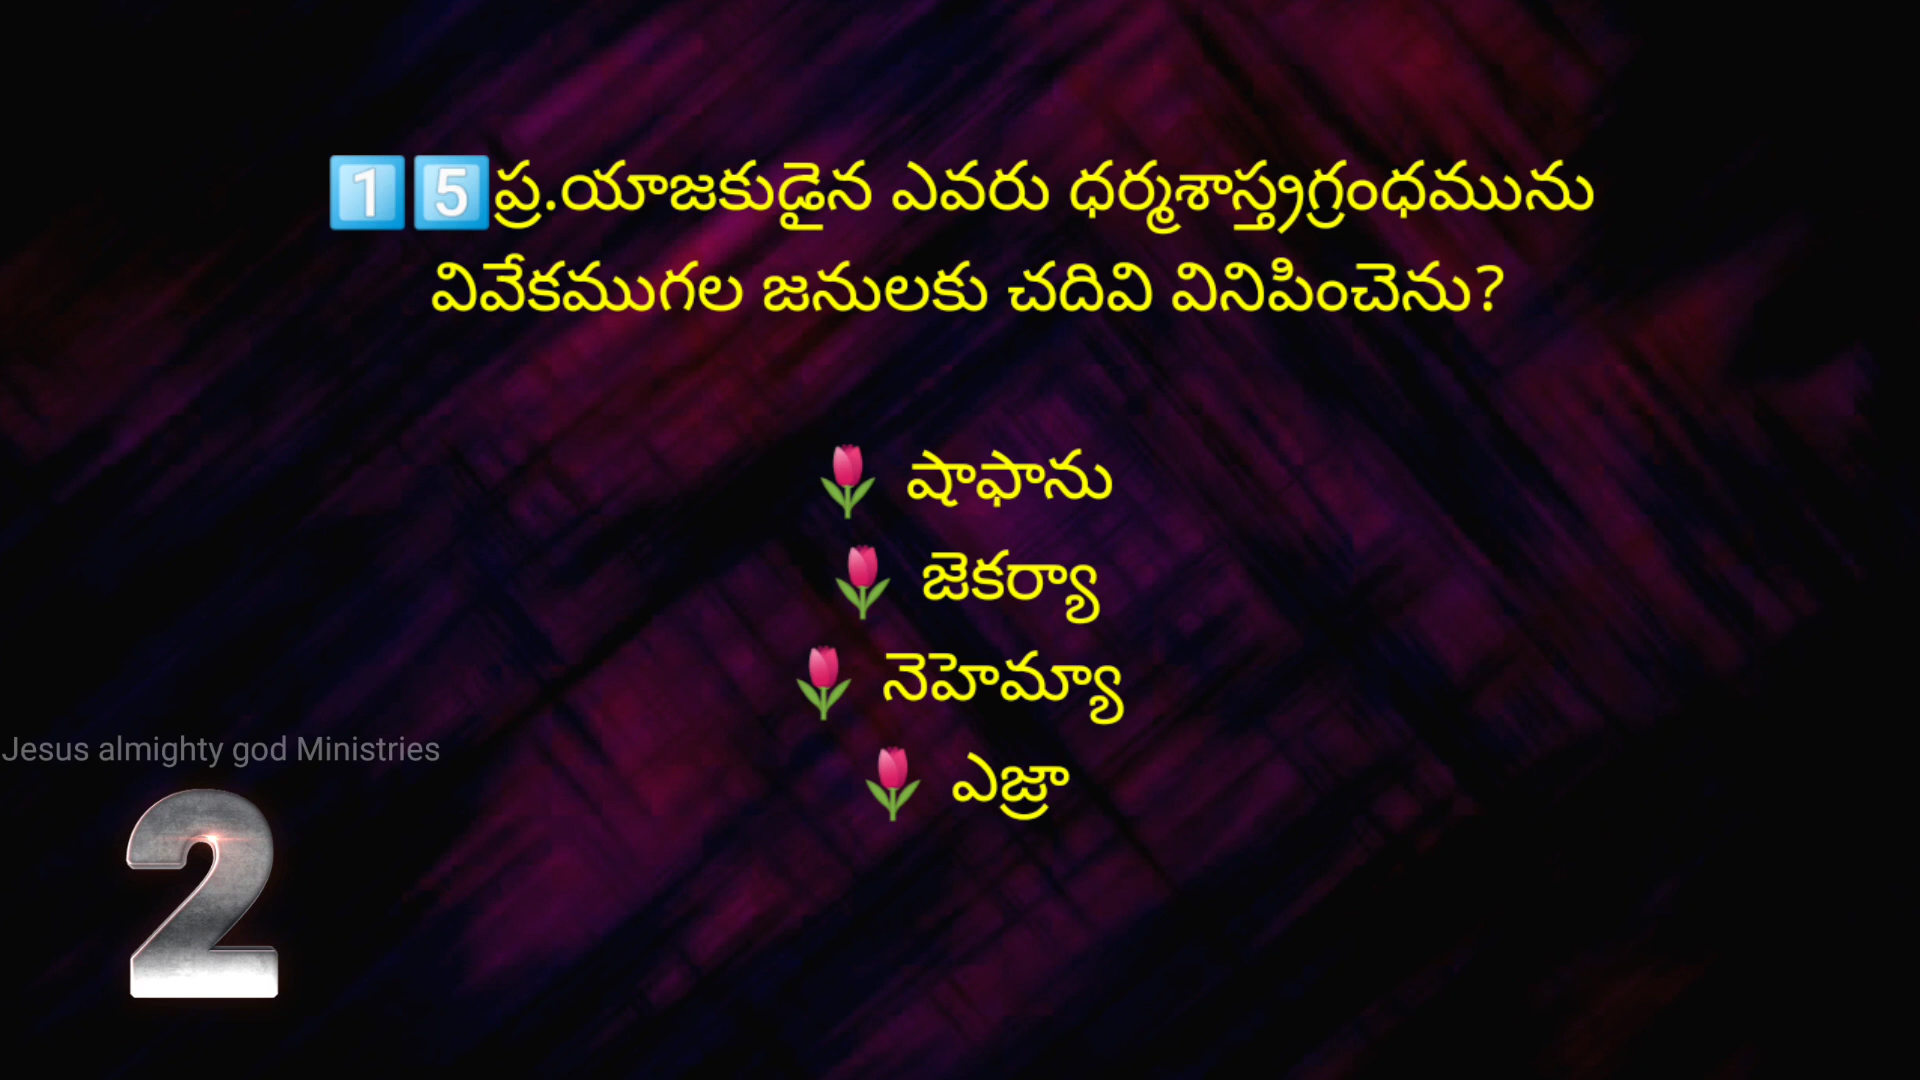 1️⃣5️⃣ప్ర.యాజకుడైన ఎవరు ధర్మశాస్త్రగ్రంధమును
వివేకముగల జనులకు చదివి వినిపించెను?
🌷 షాఫాను
🌷 జెకర్యా
🌷 నెహెమ్యా
🌷 ఎజ్రా
Jesus almighty god Ministries
2